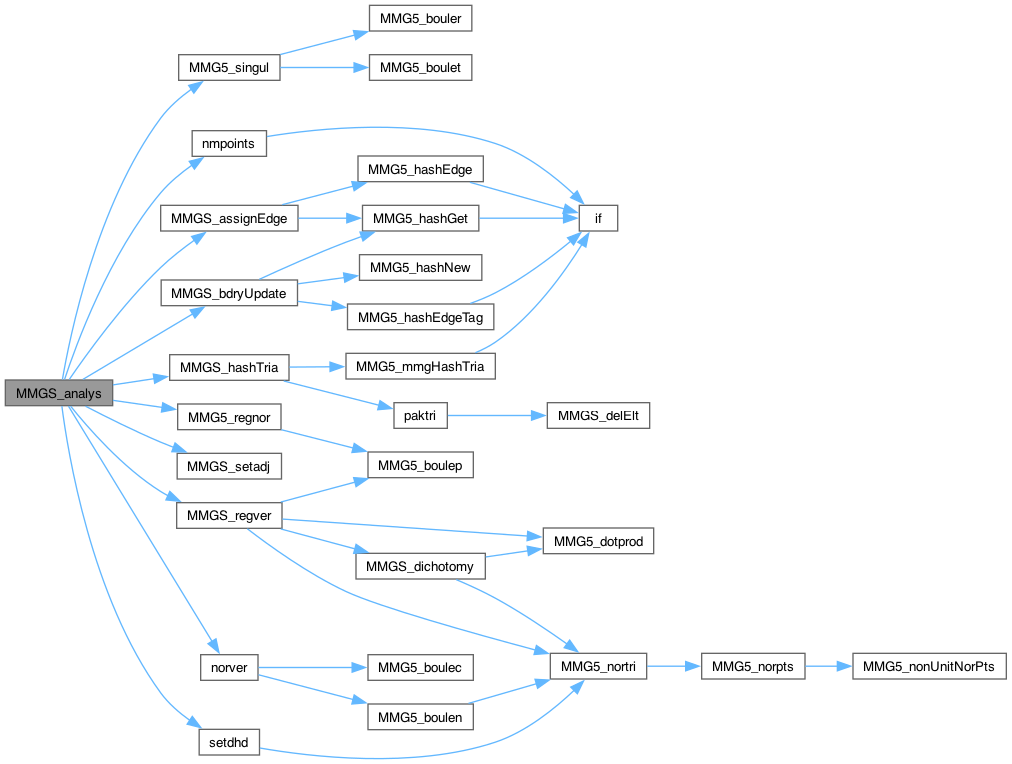 MMGS_analys
MMG5_singul
MMG5_bouler
MMG5_boulet
nmpoints
if
MMGS_assignEdge
MMG5_hashEdge
MMG5_hashGet
MMGS_bdryUpdate
MMG5_hashNew
MMG5_hashEdgeTag
MMGS_hashTria
MMG5_mmgHashTria
paktri
MMGS_delElt
MMG5_regnor
MMG5_boulep
MMGS_setadj
MMGS_regver
MMG5_dotprod
MMGS_dichotomy
MMG5_nortri
MMG5_norpts
MMG5_nonUnitNorPts
norver
MMG5_boulec
MMG5_boulen
setdhd